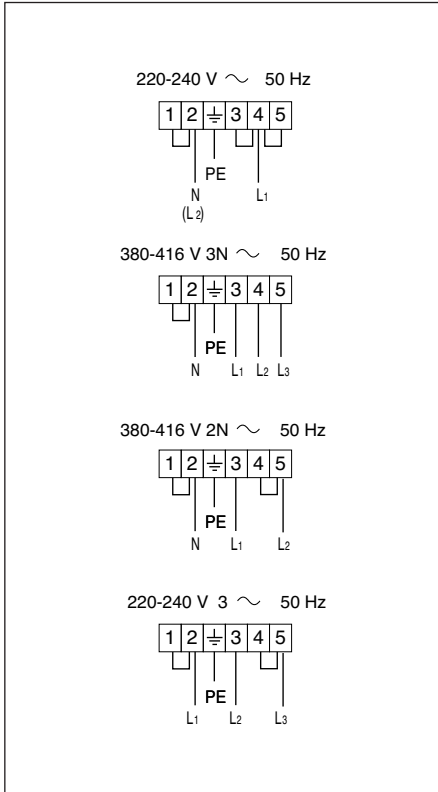 220-240 V ~ 50 Hz
1 2 ⏚ 3 4 5
PE
N L1
(L2)
380-416 V 3N ~ 50 Hz
1 2 ⏚ 3 4 5
PE
N L1 L2 L3
380-416 V 2N ~ 50 Hz
1 2 ⏚ 3 4 5
PE
N L1 L2
220-240 V 3 ~ 50 Hz
1 2 ⏚ 3 4 5
PE
L1 L2 L3